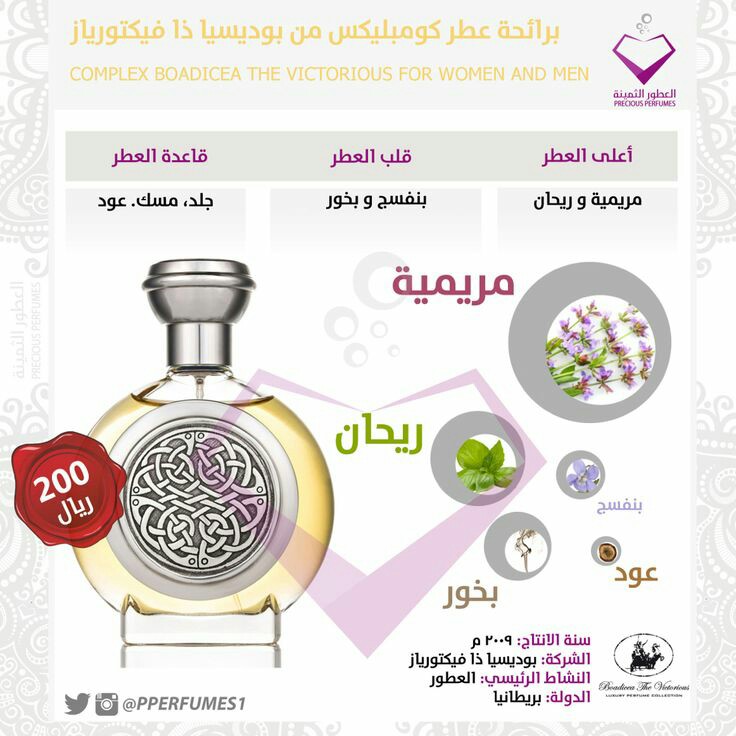 برائحة عطر كومبليكس من بوديسيا ذا فيكتورياز
COMPLEX BOADICEA THE VICTORIOUS FOR WOMEN AND MEN
العطور الثمينة
PRECIOUS PERFUMES
أعلى العطر
قلب العطر
قاعدة العطر
مريمية و ريحان
بنفسج و بخور
جلد، مسك. عود
العطور الثمينة
PRECIOUS PERFUMES
مريمية
ريحان
بنفسج
عود
بخور
200
ريال
سنة الانتاج: ٢٠٠٩ م
الشركة: بوديسيا ذا فيكتورياز
النشاط الرئيسي: العطور
الدولة: بريطانيا
Boadicea The Victorious
LUXURY PERFUME COLLECTION
@PPERFUMES1